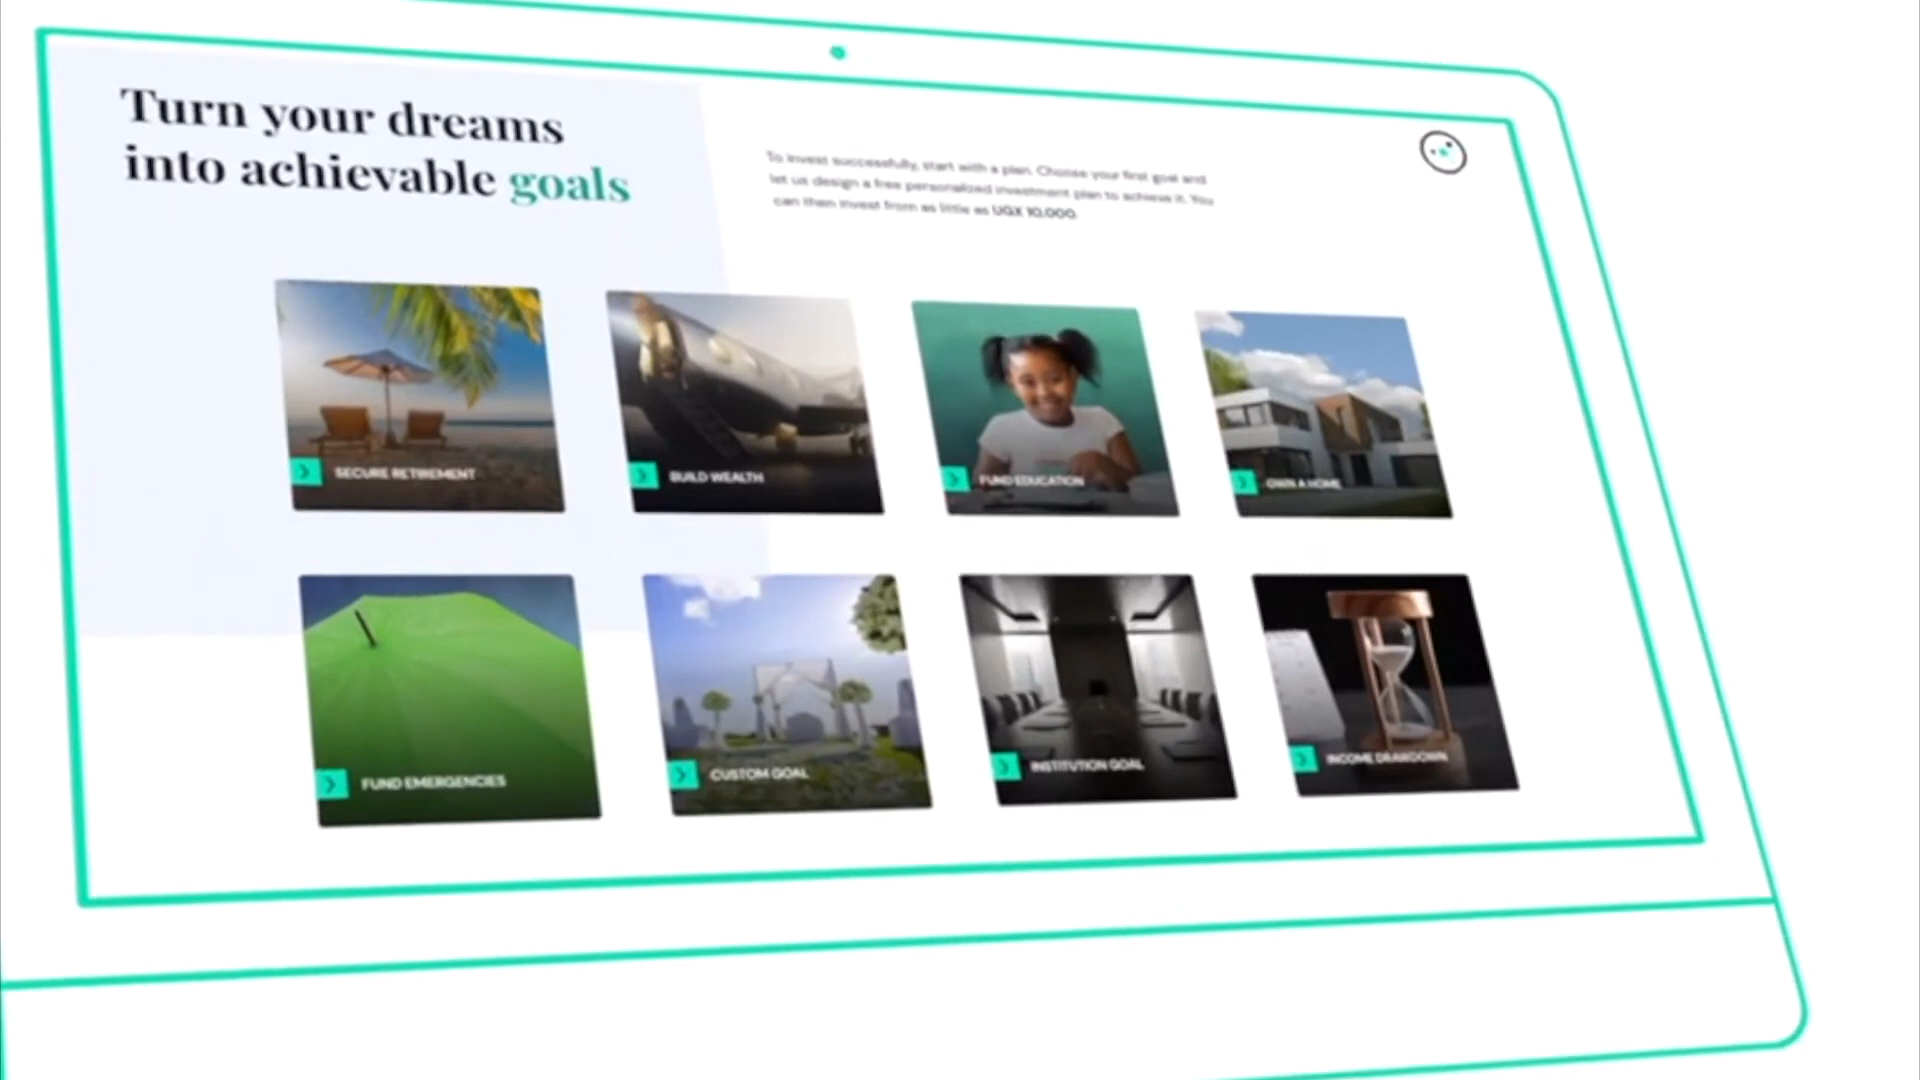 Turn your dreams
into achievable goals
To invest successfully, start with a plan. Choose your first goal and
let us design a free personalized investment plan to achieve it. You
can then invest from as little as UGX 10,000.
SECURE RETIREMENT
BUILD WEALTH
FUND EDUCATION
OWN A HOME
FUND EMERGENCIES
CUSTOM GOAL
INSTITUTION GOAL
INCOME DRAWDOWN